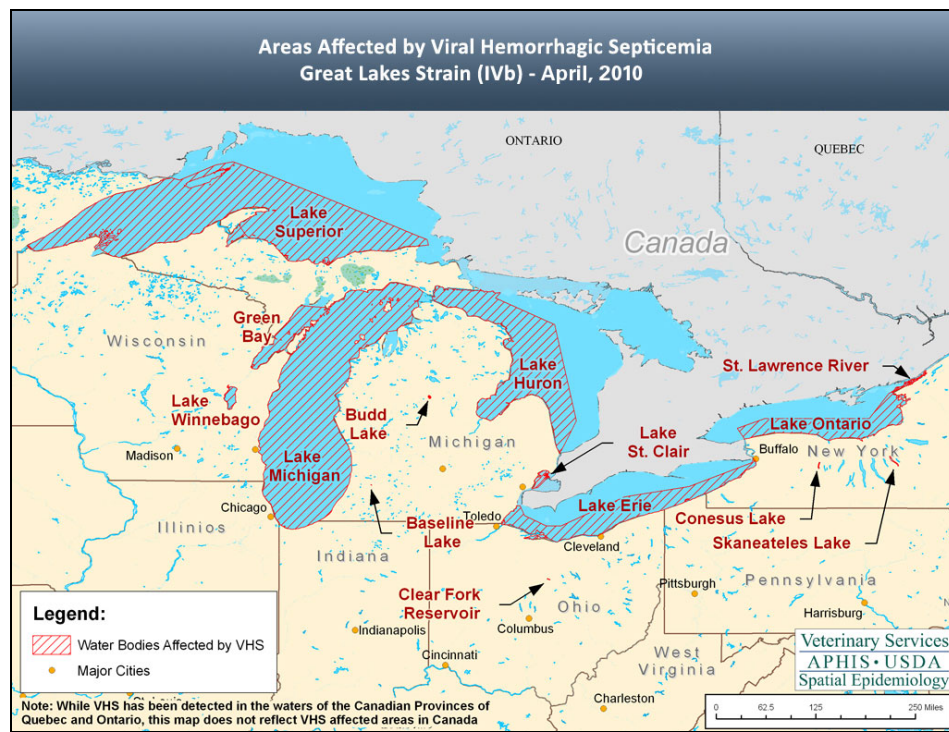 Areas Affected by Viral Hemorrhagic Septicemia
Great Lakes Strain (IVb) - April, 2010
ONTARIO
QUEBEC
Canada
Lake
Superior
Green
Bay
Wisconsin
Lake
Winnebago
Madison
Lake
Michigan
Budd
Lake
Michigan
Lake
Huron
Lake
St. Clair
St. Lawrence River
Lake Ontario
Buffalo
New York
Conesus Lake
Skaneateles Lake
Chicago
Illinios
Indiana
Baseline
Lake
Toledo
Lake Erie
Cleveland
Clear Fork
Reservoir
Ohio
Columbus
Indianapolis
Cincinnati
Pittsburgh
Pennsylvania
Harrisburg
West
Virginia
Charleston
Legend:
Water Bodies Affected by VHS
Major Cities
Note: While VHS has been detected in the waters of the Canadian Provinces of
Quebec and Ontario, this map does not reflect VHS affected areas in Canada
Veterinary Services
APHIS • USDA
Spatial Epidemiology
0 62.5 125 250 Miles